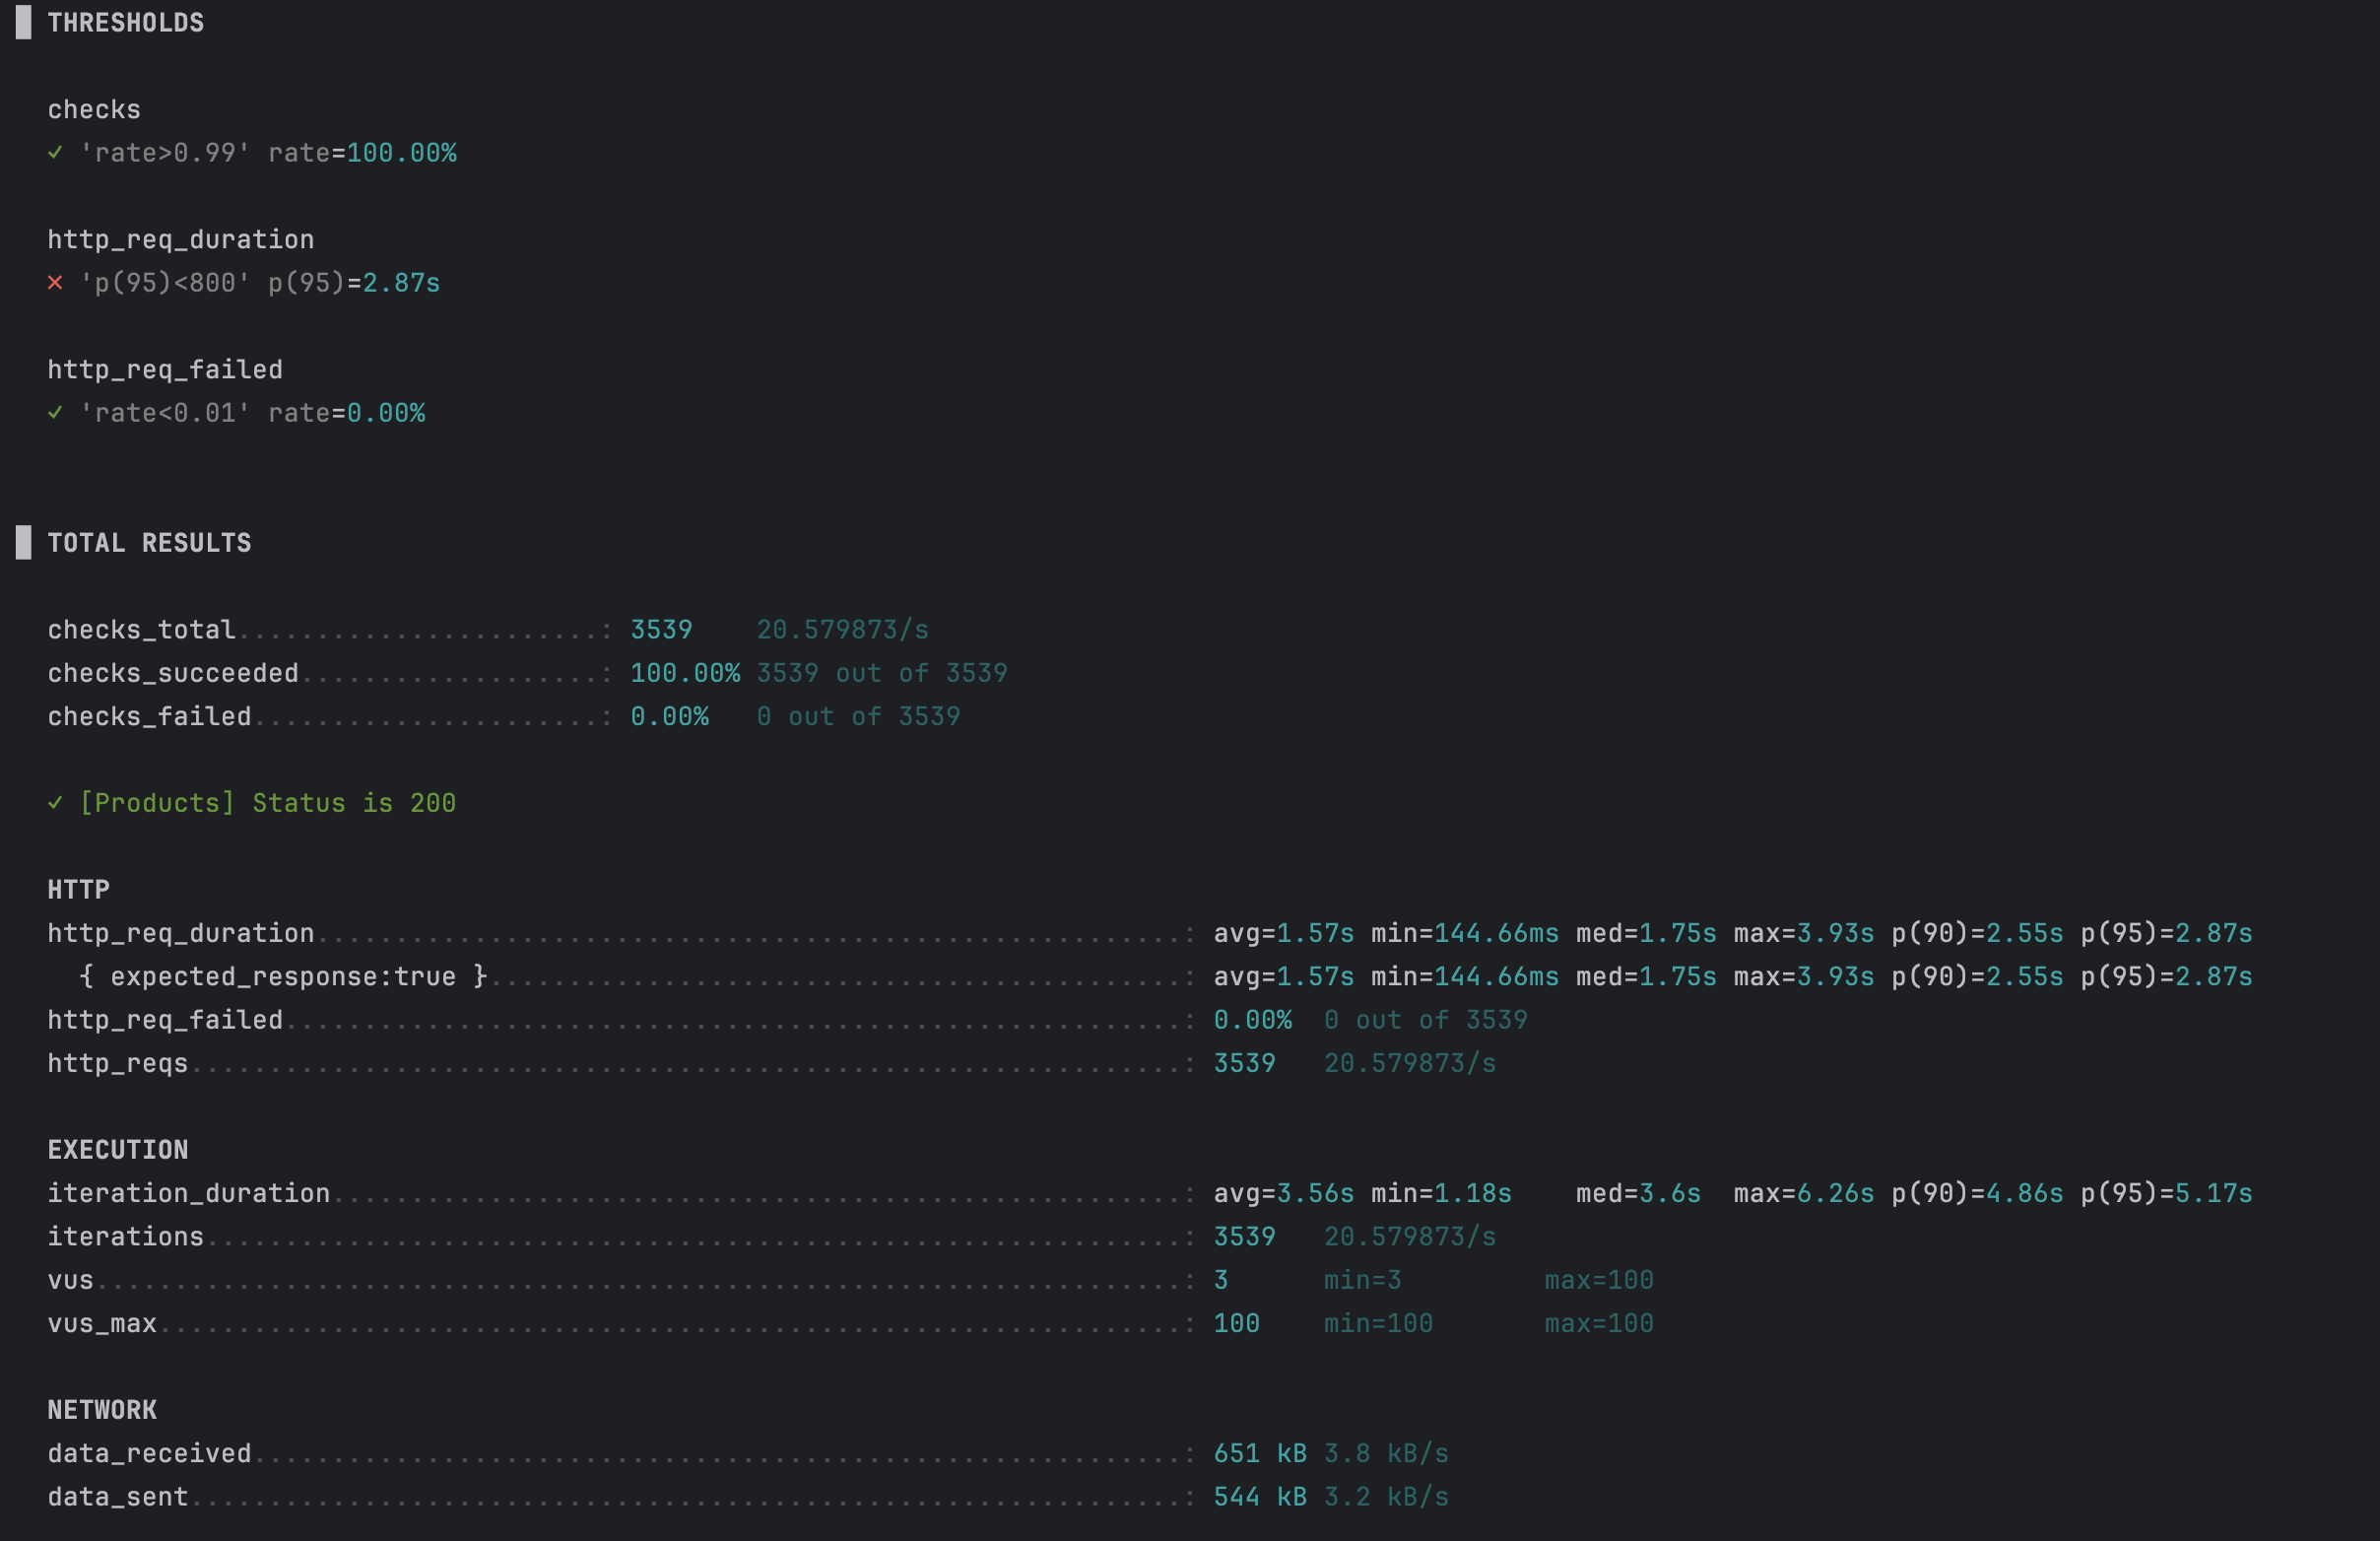 THRESHOLDS
checks
✓ 'rate>0.99' rate=100.00%
http_req_duration
✗ 'p(95)<800' p(95)=2.87s
http_req_failed
✓ 'rate<0.01' rate=0.00%
TOTAL RESULTS
checks_total.......................: 3539 20.579873/s
checks_succeeded...................: 100.00% 3539 out of 3539
checks_failed......................: 0.00% 0 out of 3539
✓ [Products] Status is 200
HTTP
http_req_duration.......................................................: avg=1.57s min=144.66ms med=1.75s max=3.93s p(90)=2.55s p(95)=2.87s
{ expected_response:true }............................................: avg=1.57s min=144.66ms med=1.75s max=3.93s p(90)=2.55s p(95)=2.87s
http_req_failed.........................................................: 0.00% 0 out of 3539
http_reqs...............................................................: 3539 20.579873/s
EXECUTION
iteration_duration......................................................: avg=3.56s min=1.18s med=3.6s max=6.26s p(90)=4.86s p(95)=5.17s
iterations..............................................................: 3539 20.579873/s
vus.....................................................................: 3 min=3 max=100
vus_max.................................................................: 100 min=100 max=100
NETWORK
data_received...........................................................: 651 kB 3.8 kB/s
data_sent...............................................................: 544 kB 3.2 kB/s